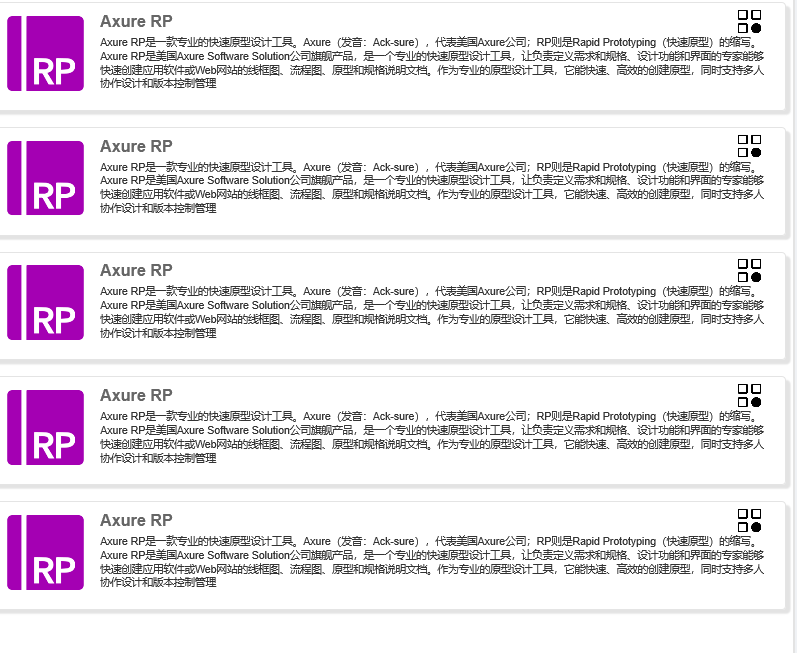 RP
Axure RP
Axure RP是一款专业的快速原型设计工具。Axure（发音：Ack-sure），代表美国Axure公司；RP则是Rapid Prototyping（快速原型）的缩写。
Axure RP是美国Axure Software Solution公司旗舰产品，是一个专业的快速原型设计工具，让负责定义需求和规格、设计功能和界面的专家能够
快速创建应用软件或Web网站的线框图、流程图、原型和规格说明文档。作为专业的原型设计工具，它能快速、高效的创建原型，同时支持多人
协作设计和版本控制管理
RP
Axure RP
Axure RP是一款专业的快速原型设计工具。Axure（发音：Ack-sure），代表美国Axure公司；RP则是Rapid Prototyping（快速原型）的缩写。
Axure RP是美国Axure Software Solution公司旗舰产品，是一个专业的快速原型设计工具，让负责定义需求和规格、设计功能和界面的专家能够
快速创建应用软件或Web网站的线框图、流程图、原型和规格说明文档。作为专业的原型设计工具，它能快速、高效的创建原型，同时支持多人
协作设计和版本控制管理
RP
Axure RP
Axure RP是一款专业的快速原型设计工具。Axure（发音：Ack-sure），代表美国Axure公司；RP则是Rapid Prototyping（快速原型）的缩写。
Axure RP是美国Axure Software Solution公司旗舰产品，是一个专业的快速原型设计工具，让负责定义需求和规格、设计功能和界面的专家能够
快速创建应用软件或Web网站的线框图、流程图、原型和规格说明文档。作为专业的原型设计工具，它能快速、高效的创建原型，同时支持多人
协作设计和版本控制管理
RP
Axure RP
Axure RP是一款专业的快速原型设计工具。Axure（发音：Ack-sure），代表美国Axure公司；RP则是Rapid Prototyping（快速原型）的缩写。
Axure RP是美国Axure Software Solution公司旗舰产品，是一个专业的快速原型设计工具，让负责定义需求和规格、设计功能和界面的专家能够
快速创建应用软件或Web网站的线框图、流程图、原型和规格说明文档。作为专业的原型设计工具，它能快速、高效的创建原型，同时支持多人
协作设计和版本控制管理
RP
Axure RP
Axure RP是一款专业的快速原型设计工具。Axure（发音：Ack-sure），代表美国Axure公司；RP则是Rapid Prototyping（快速原型）的缩写。
Axure RP是美国Axure Software Solution公司旗舰产品，是一个专业的快速原型设计工具，让负责定义需求和规格、设计功能和界面的专家能够
快速创建应用软件或Web网站的线框图、流程图、原型和规格说明文档。作为专业的原型设计工具，它能快速、高效的创建原型，同时支持多人
协作设计和版本控制管理